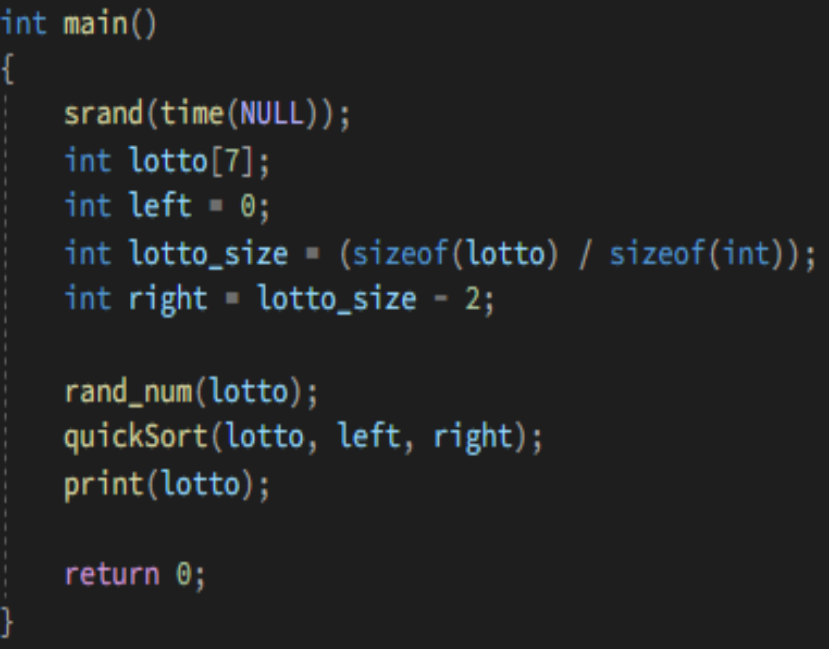 int main()
{
    srand(time(NULL));
    int lotto[7];
    int left = 0;
    int lotto_size = (sizeof(lotto) / sizeof(int));
    int right = lotto_size - 2;

    rand_num(lotto);
    quickSort(lotto, left, right);
    print(lotto);

    return 0;
}